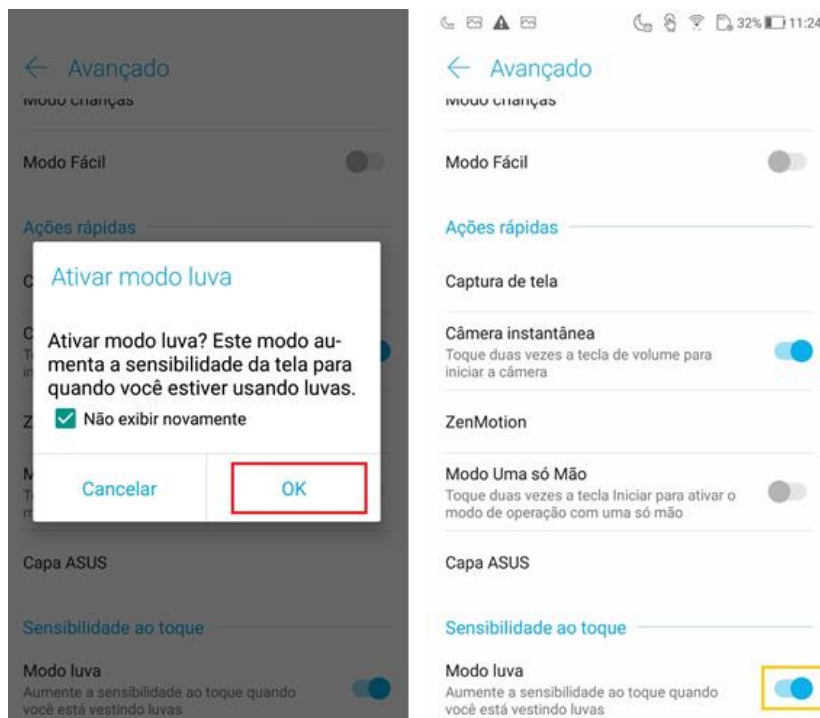 Avançado
Modo crianças
Modo Fácil
Ações rápidas
Ativar modo luva
Ativar modo luva? Este modo au-
menta a sensibilidade da tela para
quando você estiver usando luvas.
Não exibir novamente
Cancelar
OK
Capa ASUS
Sensibilidade ao toque
Modo luva
Aumente a sensibilidade ao toque quando
você está vestindo luvas
32% 11:24
Avançado
Modo crianças
Modo Fácil
Ações rápidas
Captura de tela
Câmera instantânea
Toque duas vezes a tecla de volume para
iniciar a câmera
ZenMotion
Modo Uma só Mão
Toque duas vezes a tecla Iniciar para ativar o
modo de operação com uma só mão
Capa ASUS
Sensibilidade ao toque
Modo luva
Aumente a sensibilidade ao toque quando
você está vestindo luvas